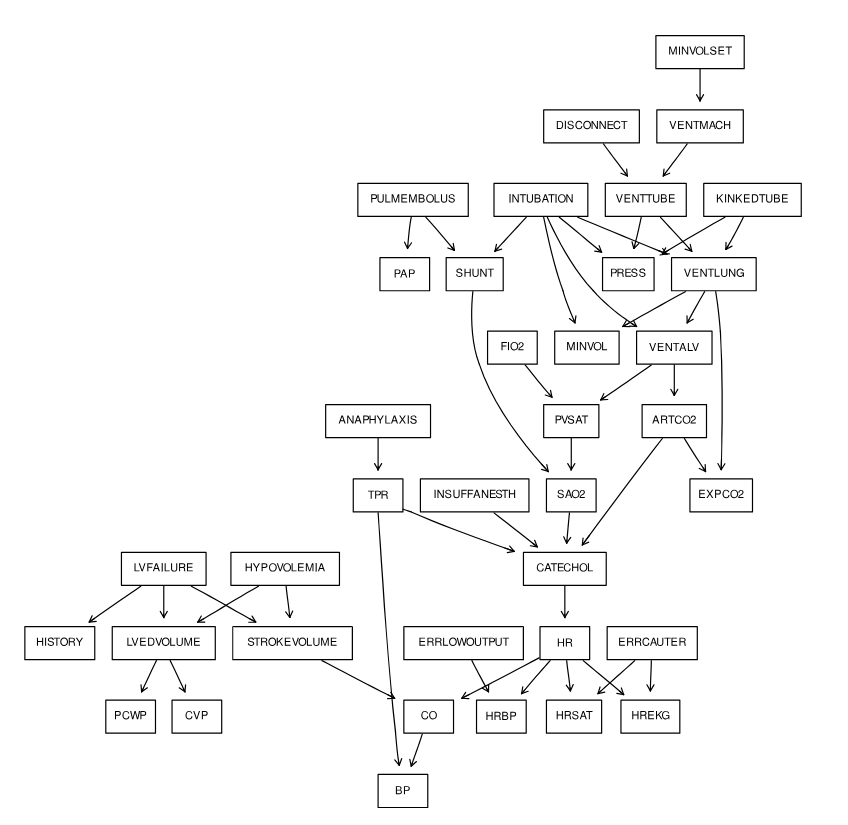 MINVOLSET
DISCONNECT
VENTMACH
PULMEMBOLUS
INTUBATION
VENTTUBE
KINKEDTUBE
PAP
SHUNT
PRESS
VENTLUNG
FIO2
MINVOL
VENTALV
ANAPHYLAXIS
PVSAT
ARTCO2
TPR
INSUFFANESTH
SAO2
EXPCO2
LVFAILURE
HYPOVOLEMIA
CATECHOL
HISTORY
LVEDVOLUME
STROKEVOLUME
ERRLOWOUTPUT
HR
ERRCAUTER
PCWP
CVP
CO
HRBP
HRSAT
HREKG
BP